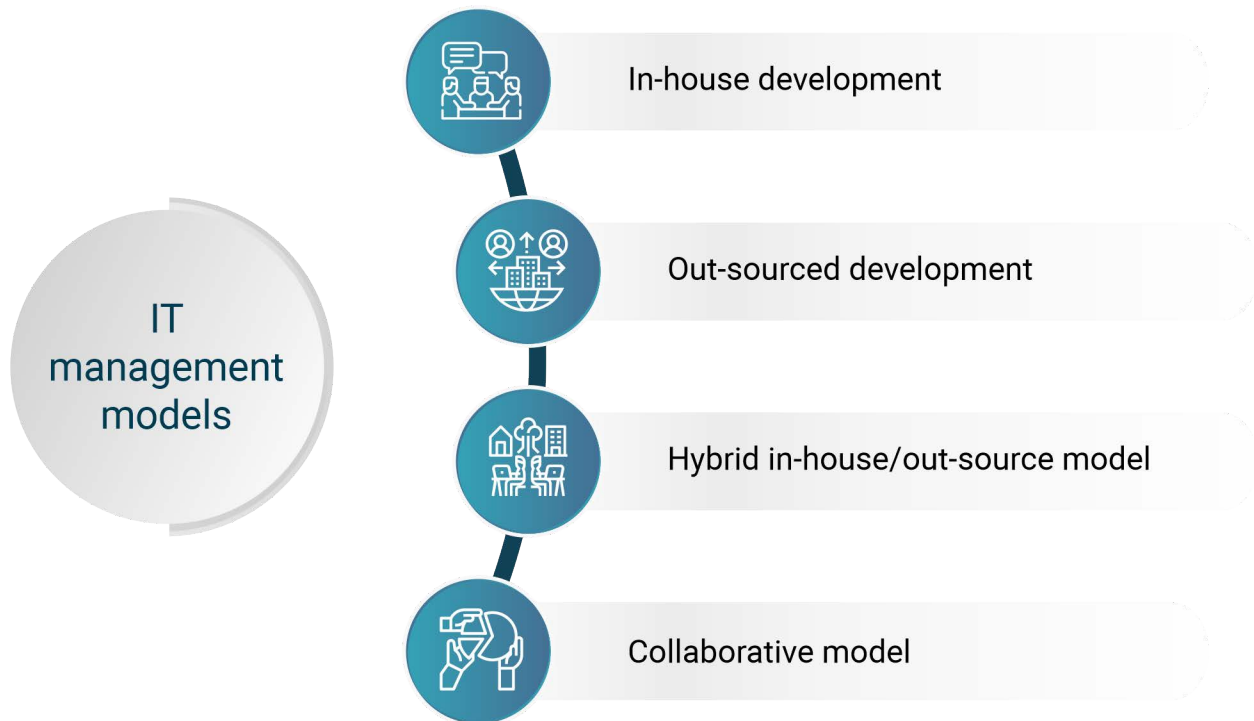 In-house development
Out-sourced development
IT
management
models
Hybrid in-house/out-source model
Collaborative model